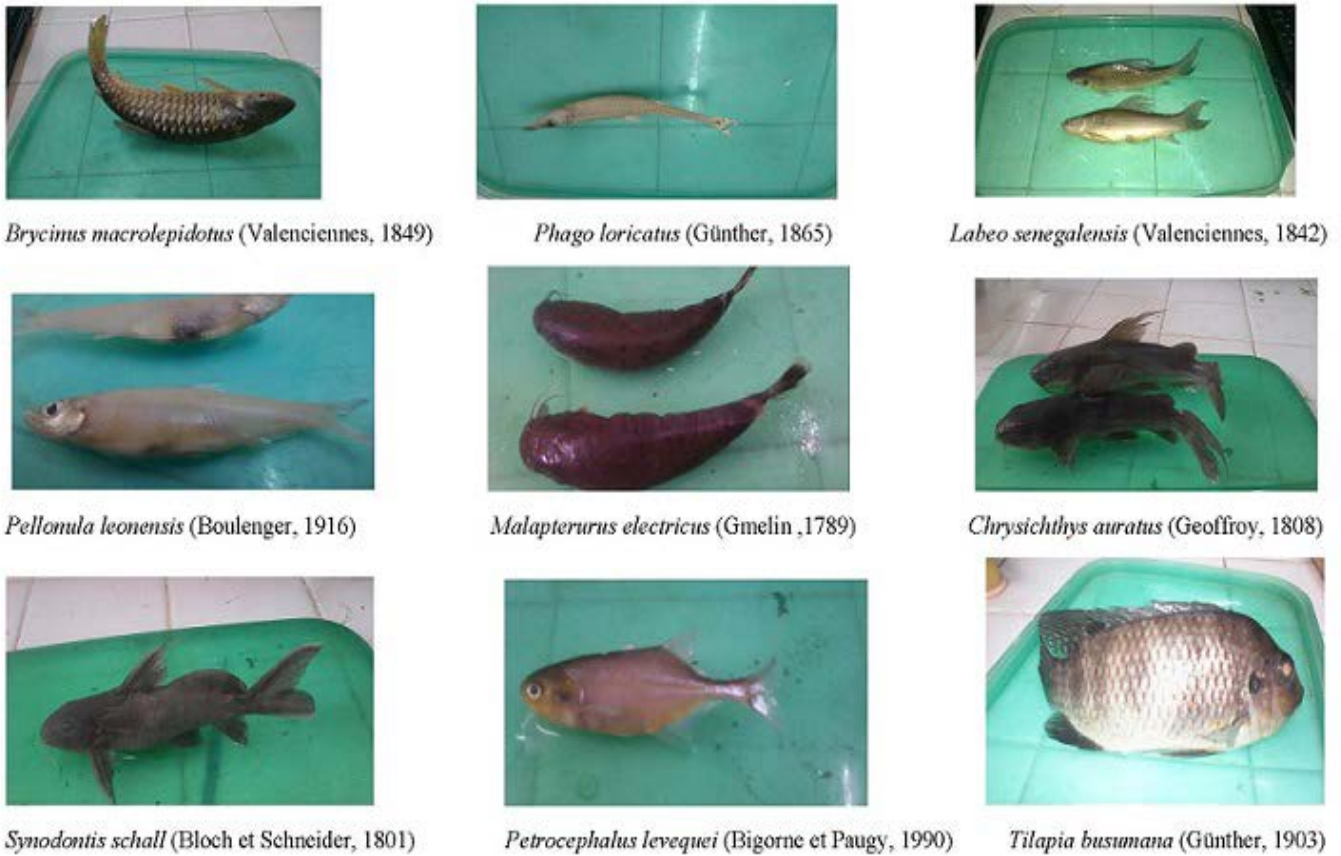 Brycinus macrolepidotus (Valenciennes, 1849)
Phago loricatus (Günther, 1865)
Labeo senegalensis (Valenciennes, 1842)
Pellonula leonensis (Boulenger, 1916)
Malapterurus electricus (Gmelin ,1789)
Chrysichthys auratus (Geoffroy, 1808)
Synodontis schall (Bloch et Schneider, 1801)
Petrocephalus levequei (Bigorne et Paugy, 1990)
Tilapia busumana (Günther, 1903)